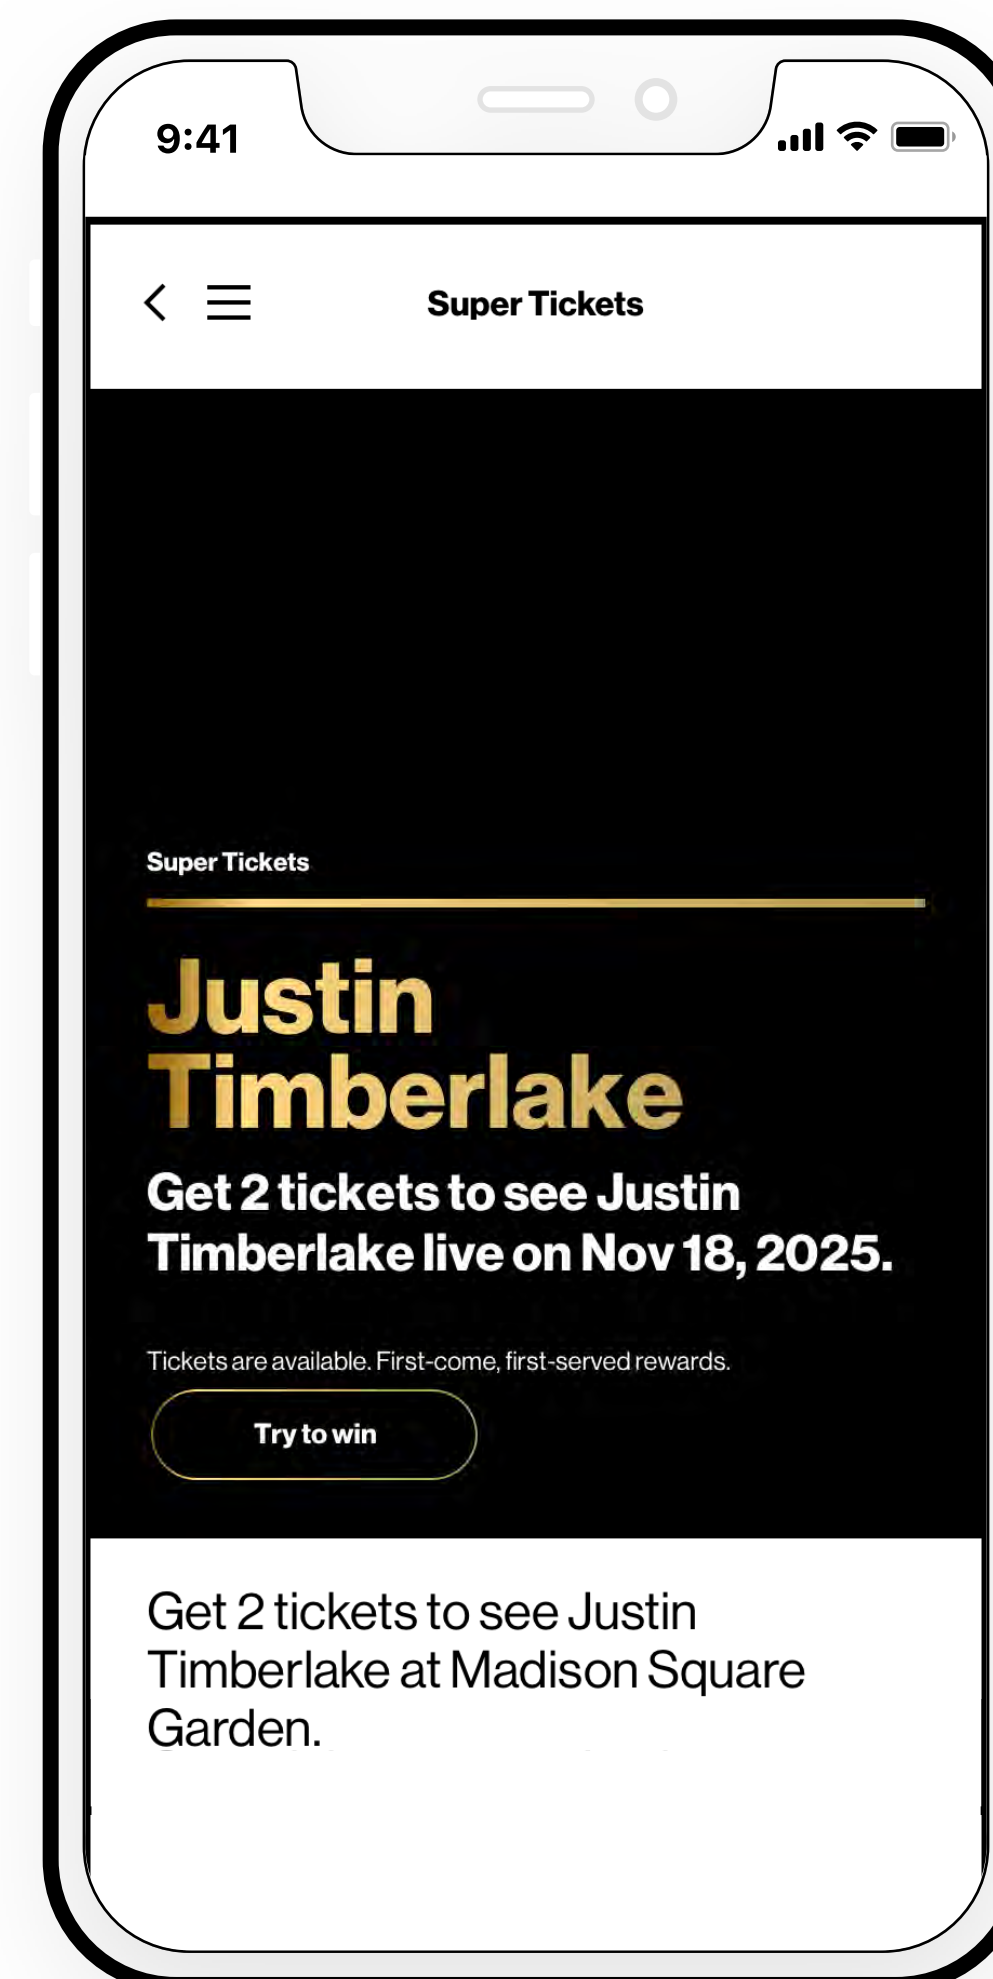 9:41
Super Tickets
Super Tickets
Justin
Timberlake
Get 2 tickets to see Justin
Timberlake live on Nov 18, 2025.
Tickets are available. First-come, first-served rewards.
Try to win
Get 2 tickets to see Justin
Timberlake at Madison Square
Garden.